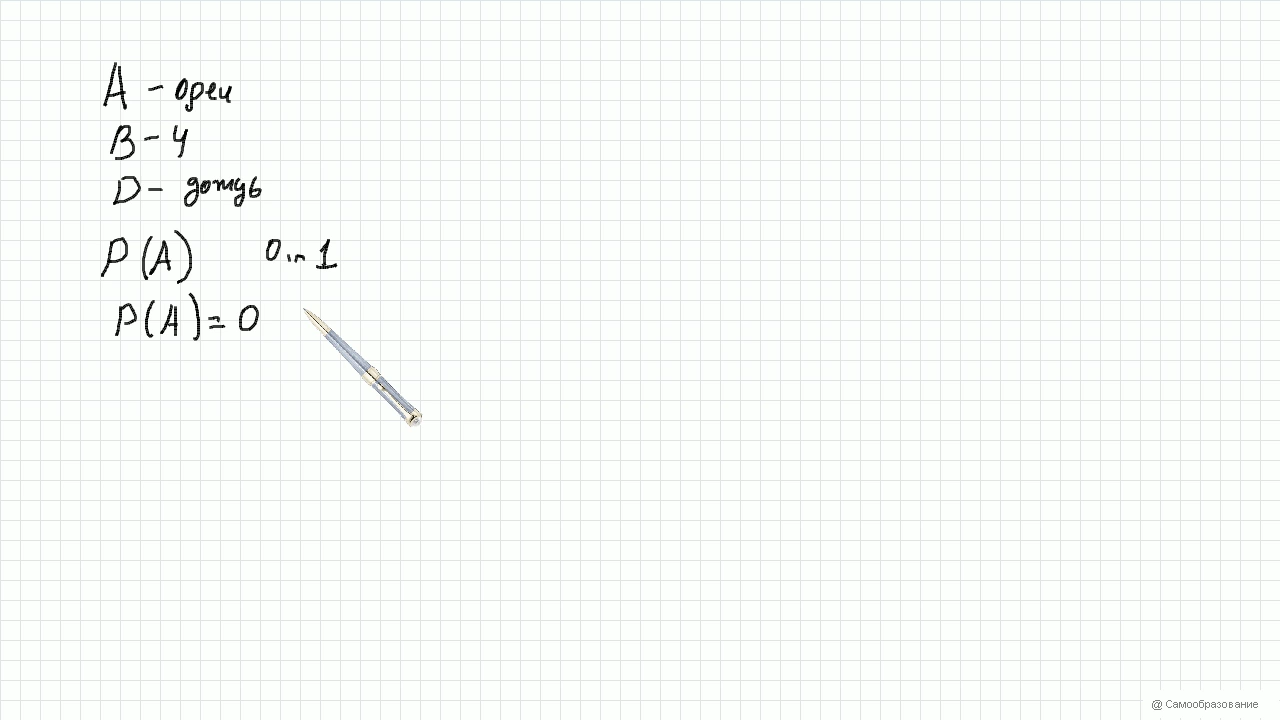 A - орел
B - 4
D - дождь
P(A) 0...1
P(A) = 0
@ Самообразование